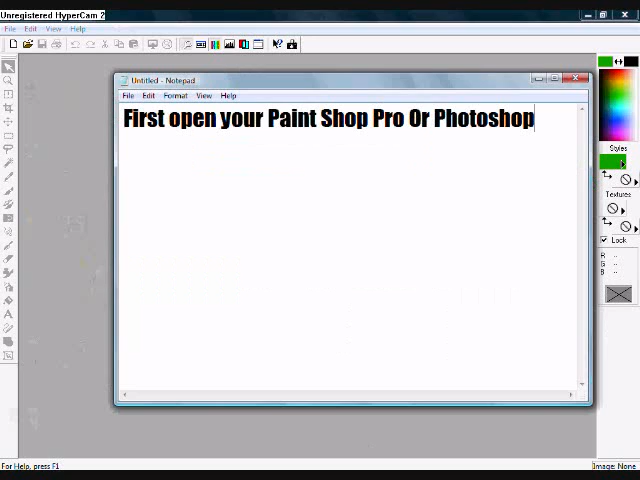 Unregistered HyperCam 2
File Edit View Help
Untitled - Notepad
File Edit Format View Help
First open your Paint Shop Pro Or Photoshop
Styles
Textures
Lock
R --
G --
B --
For Help, press F1
Image: None